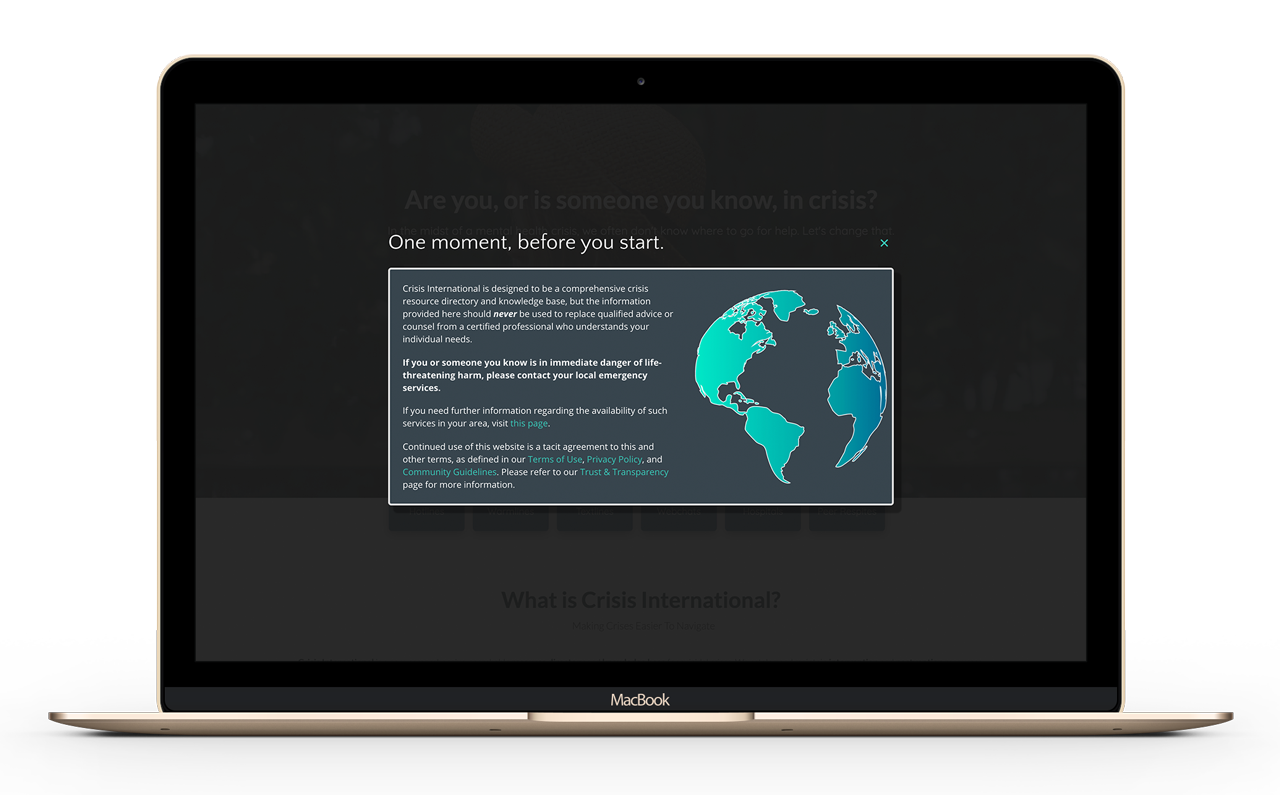 Are you, or is someone you know, in crisis?
In the midst of a mental health crisis, we often don't know where to go for help. Let's change that
One moment, before you start.
×
Crisis International is designed to be a comprehensive crisis
resource directory and knowledge base, but the information
provided here should never be used to replace qualified advice or
counsel from a certified professional who understands your
individual needs.
If you or someone you know is in immediate danger of life-
threatening harm, please contact your local emergency
services.
If you need further information regarding the availability of such
services in your area, visit this page.
Continued use of this website is a tacit agreement to this and
other terms, as defined in our Terms of Use, Privacy Policy, and
Community Guidelines. Please refer to our Trust & Transparency
page for more information.
What is Crisis International?
MacBook